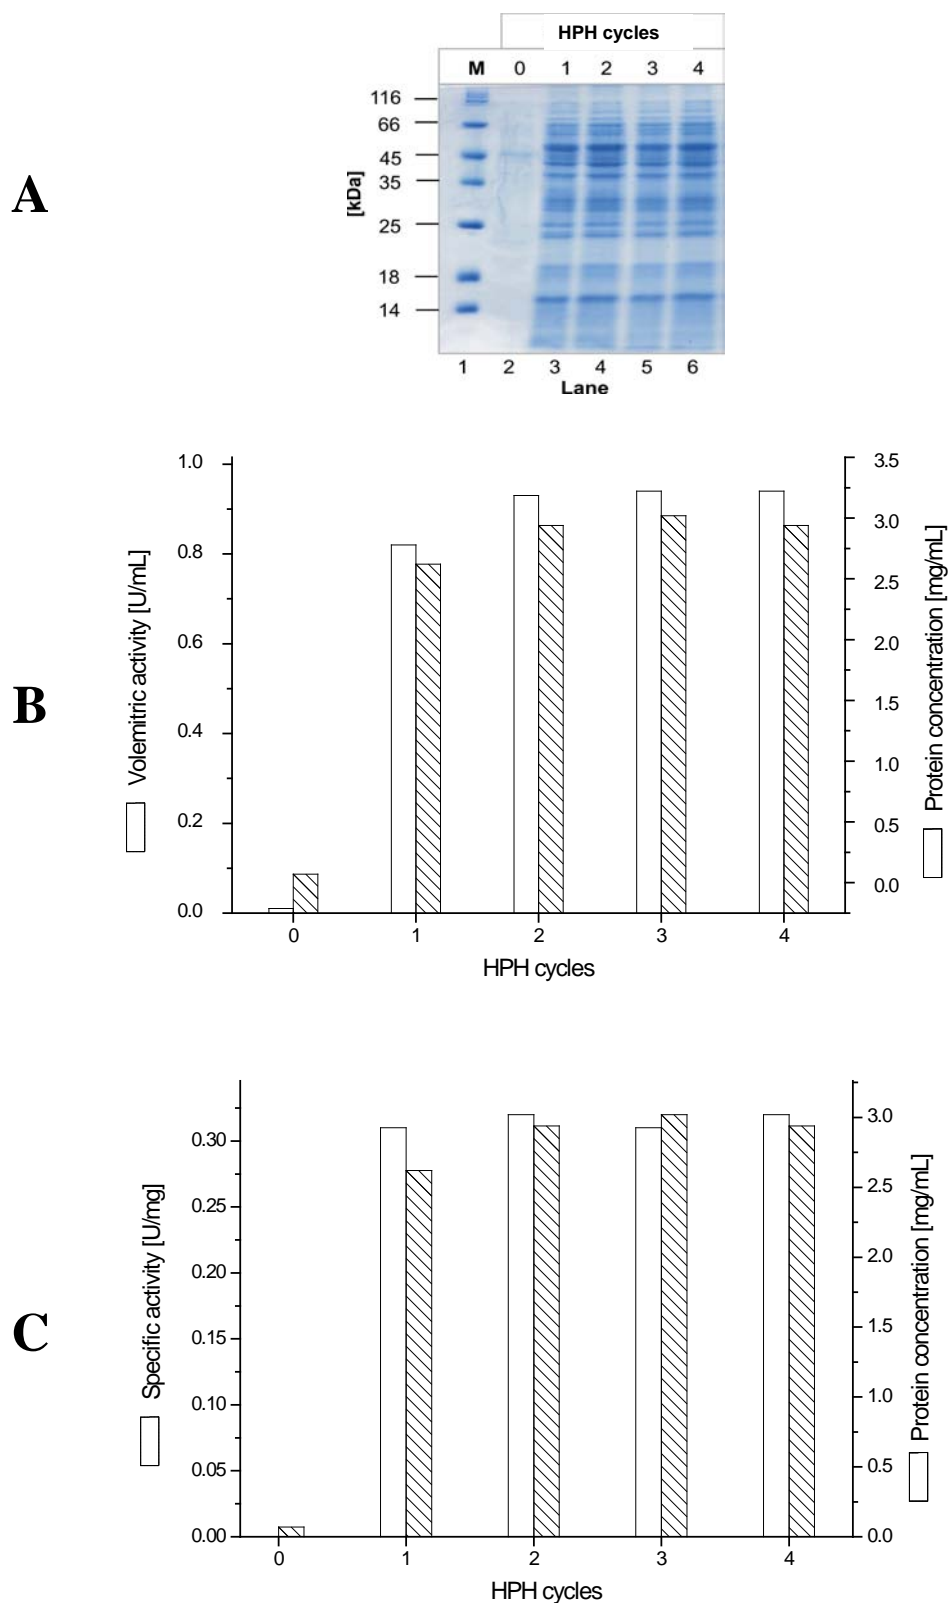 A
HPH cycles
M 0 1 2 3 4
116
66
45
35
25
18
14
[kDa]
1 2 3 4 5 6
Lane
B
Volemitric activity [U/mL]
1.0
0.8
0.6
0.4
0.2
0.0
3.5
3.0
2.5
2.0
1.5
1.0
0.5
0.0
Protein concentration [mg/mL]
0 1 2 3 4
HPH cycles
C
Specific activity [U/mg]
0.30
0.25
0.20
0.15
0.10
0.05
0.00
3.0
2.5
2.0
1.5
1.0
0.5
0.0
Protein concentration [mg/mL]
0 1 2 3 4
HPH cycles